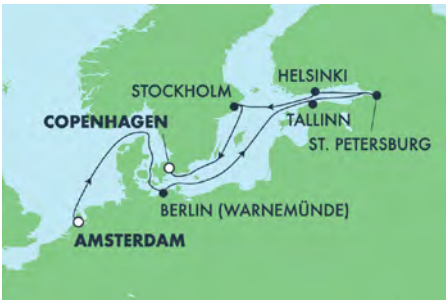 HELSINKI
STOCKHOLM
TALLINN
COPENHAGEN
ST. PETERSBURG
BERLIN (WARNEMÜNDE)
AMSTERDAM